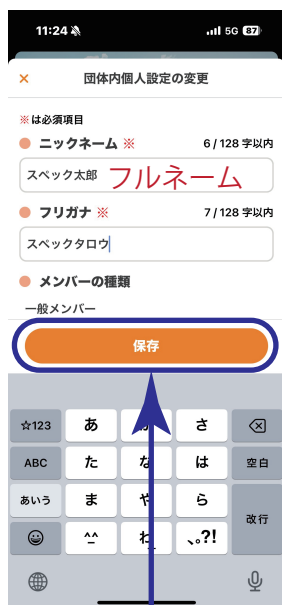 11:24 5G 87
× 団体内個人設定の変更
※は必須項目
ニックネーム ※ 6 / 128 字以内
スペック太郎 フルネーム
フリガナ ※ 7 / 128 字以内
スペックタロウ
メンバーの種類
一般メンバー
保存
☆123 あ さ
ABC た な は 空白
あいう ま や ら 改行
^^ わ 、。?!